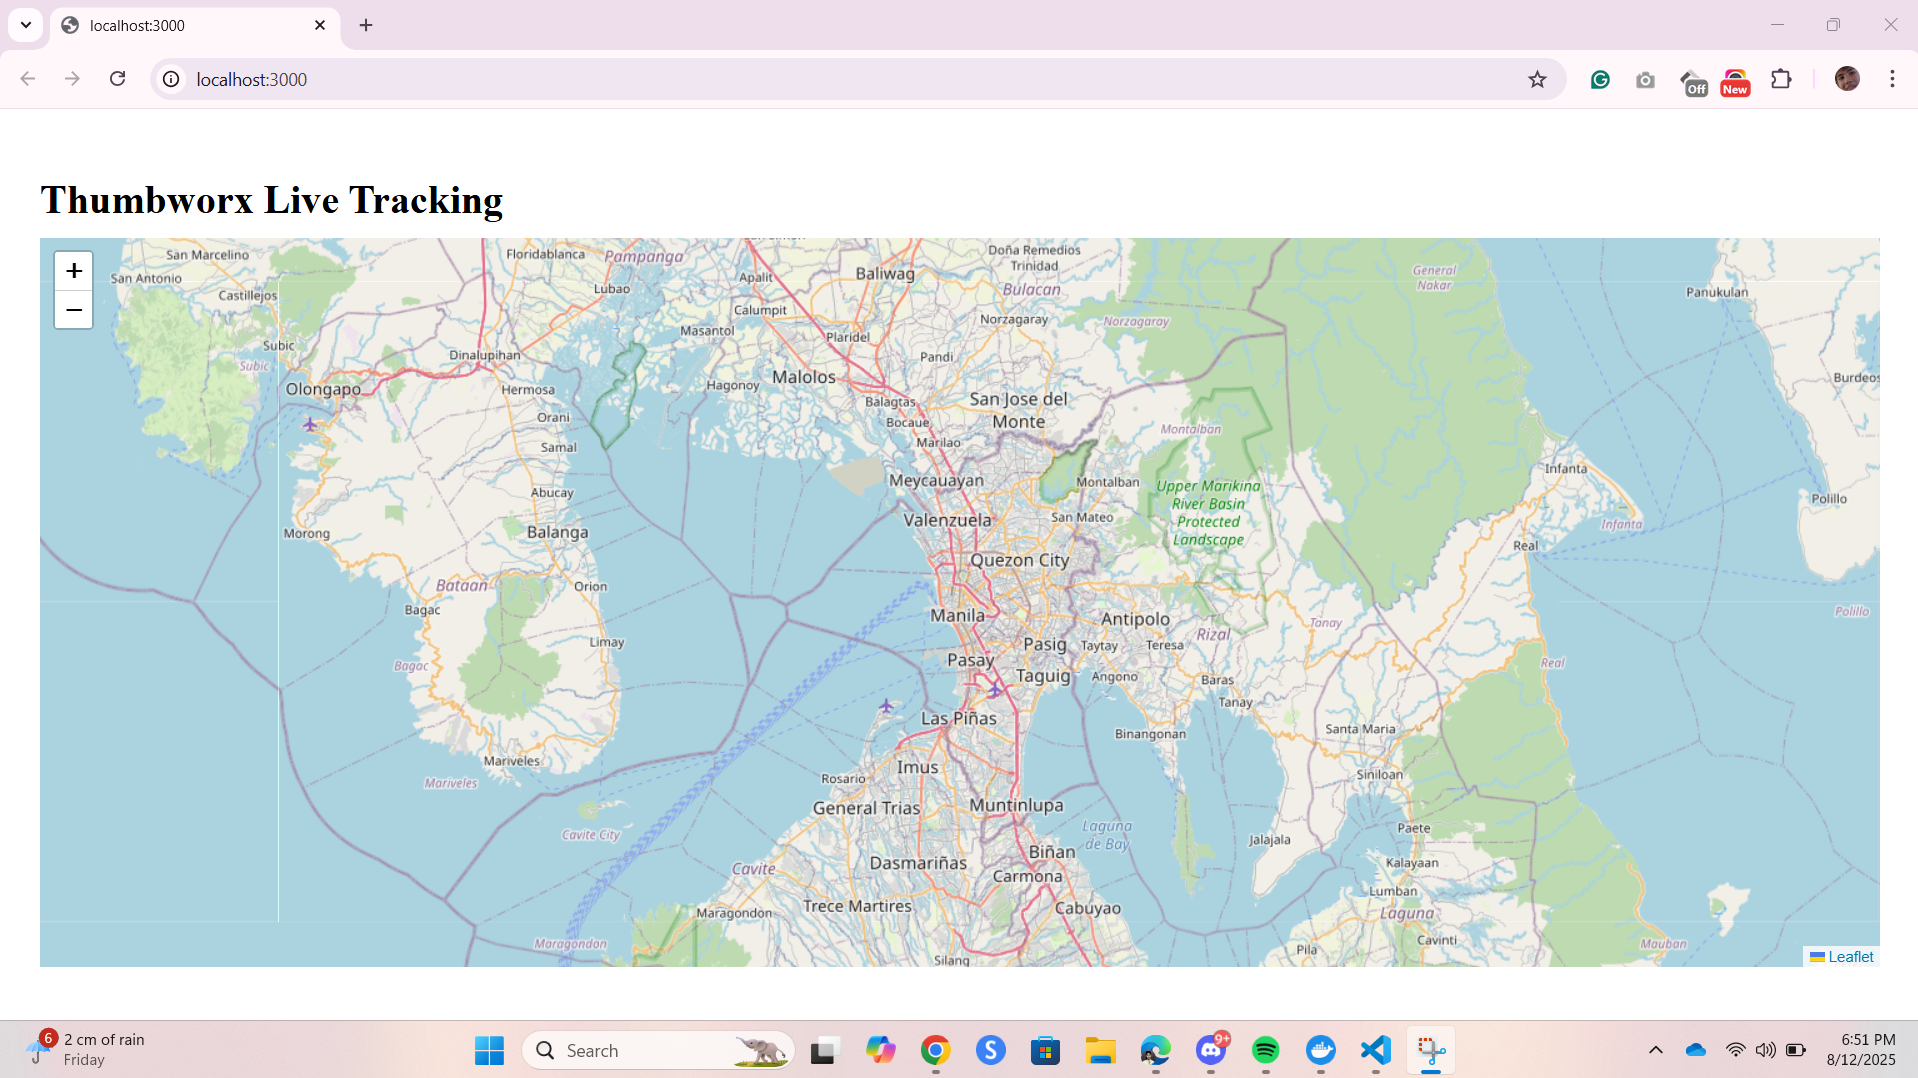 localhost:3000
localhost:3000
Off
New
Thumbworx Live Tracking
+
−
San Marcelino
San Antonio
Castillejos
Subic
Subic
Olongapo
Floridablanca
Pampanga
Lubao
Dinalupihan
Hermosa
Orani
Samal
Abucay
Balanga
Morong
Bataan
Orion
Bagac
Limay
Bagac
Mariveles
Mariveles
Apalit
Baliwag
Calumpit
Masantol
Plaridel
Hagonoy
Malolos
Pandi
Balagtas
Bocaue
Marilao
Doña Remedios
Trinidad
Bulacan
Norzagaray
Norzagaray
San Jose del
Monte
Meycauayan
Valenzuela
Montalban
Montalban
San Mateo
Upper Marikina
River Basin
Protected
Landscape
Quezon City
Manila
Antipolo
Pasig
Taytay
Teresa
Rizal
Tanay
Pasay
Taguig
Angono
Baras
Tanay
Las Piñas
Binangonan
Imus
Rosario
General Trias
Muntinlupa
Cavite City
Laguna
de Bay
Cavite
Dasmariñas
Biñan
Carmona
Trece Martires
Cabuyao
Maragondon
Maragondon
Silang
General
Nakar
Panukulan
Burdeos
Infanta
Infanta
Polillo
Real
Polillo
Real
Santa Maria
Siniloan
Jalajala
Paete
Kalayaan
Lumban
Laguna
Pila
Cavinti
Mauban
Leaflet
6
2 cm of rain
Friday
Search
S
9+
6:51 PM
8/12/2025